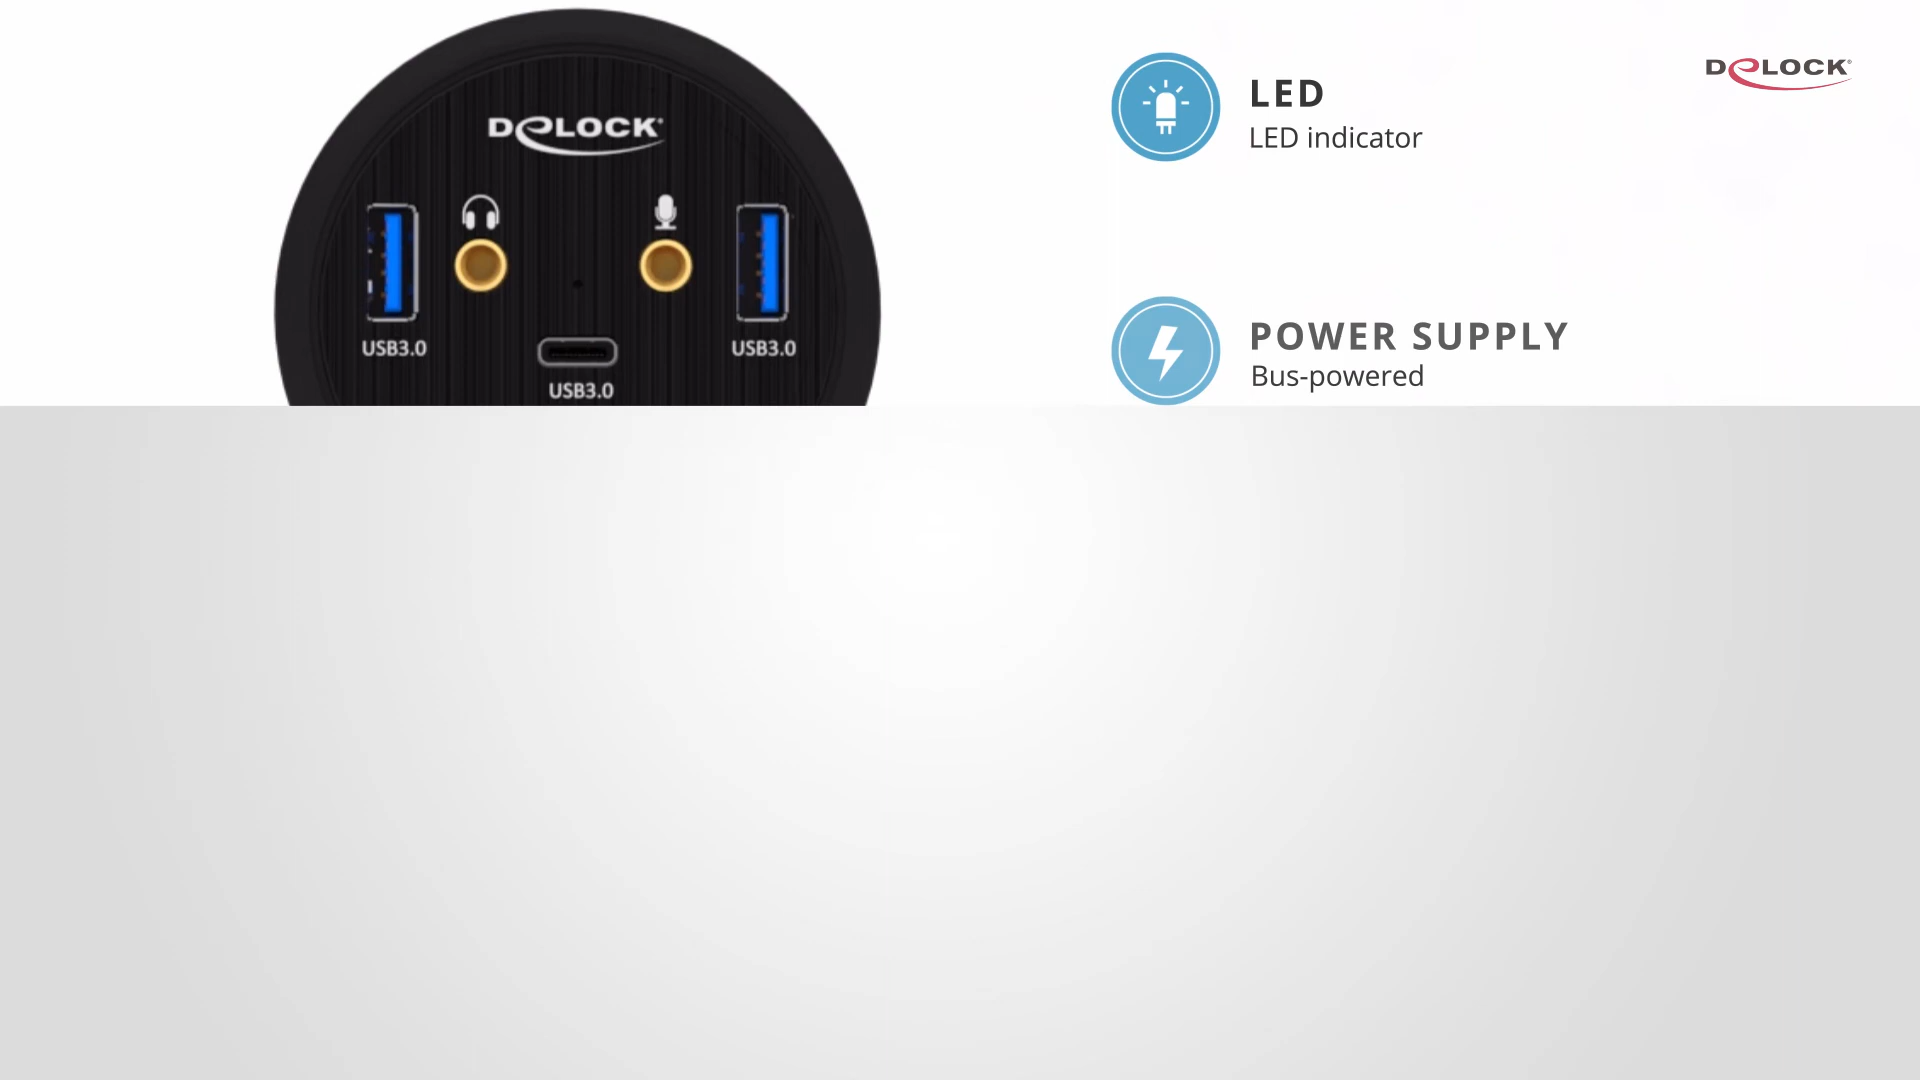 DeLOCK®
USB3.0
USB3.0
USB3.0
LED
LED indicator
POWER SUPPLY
Bus-powered
DeLOCK®